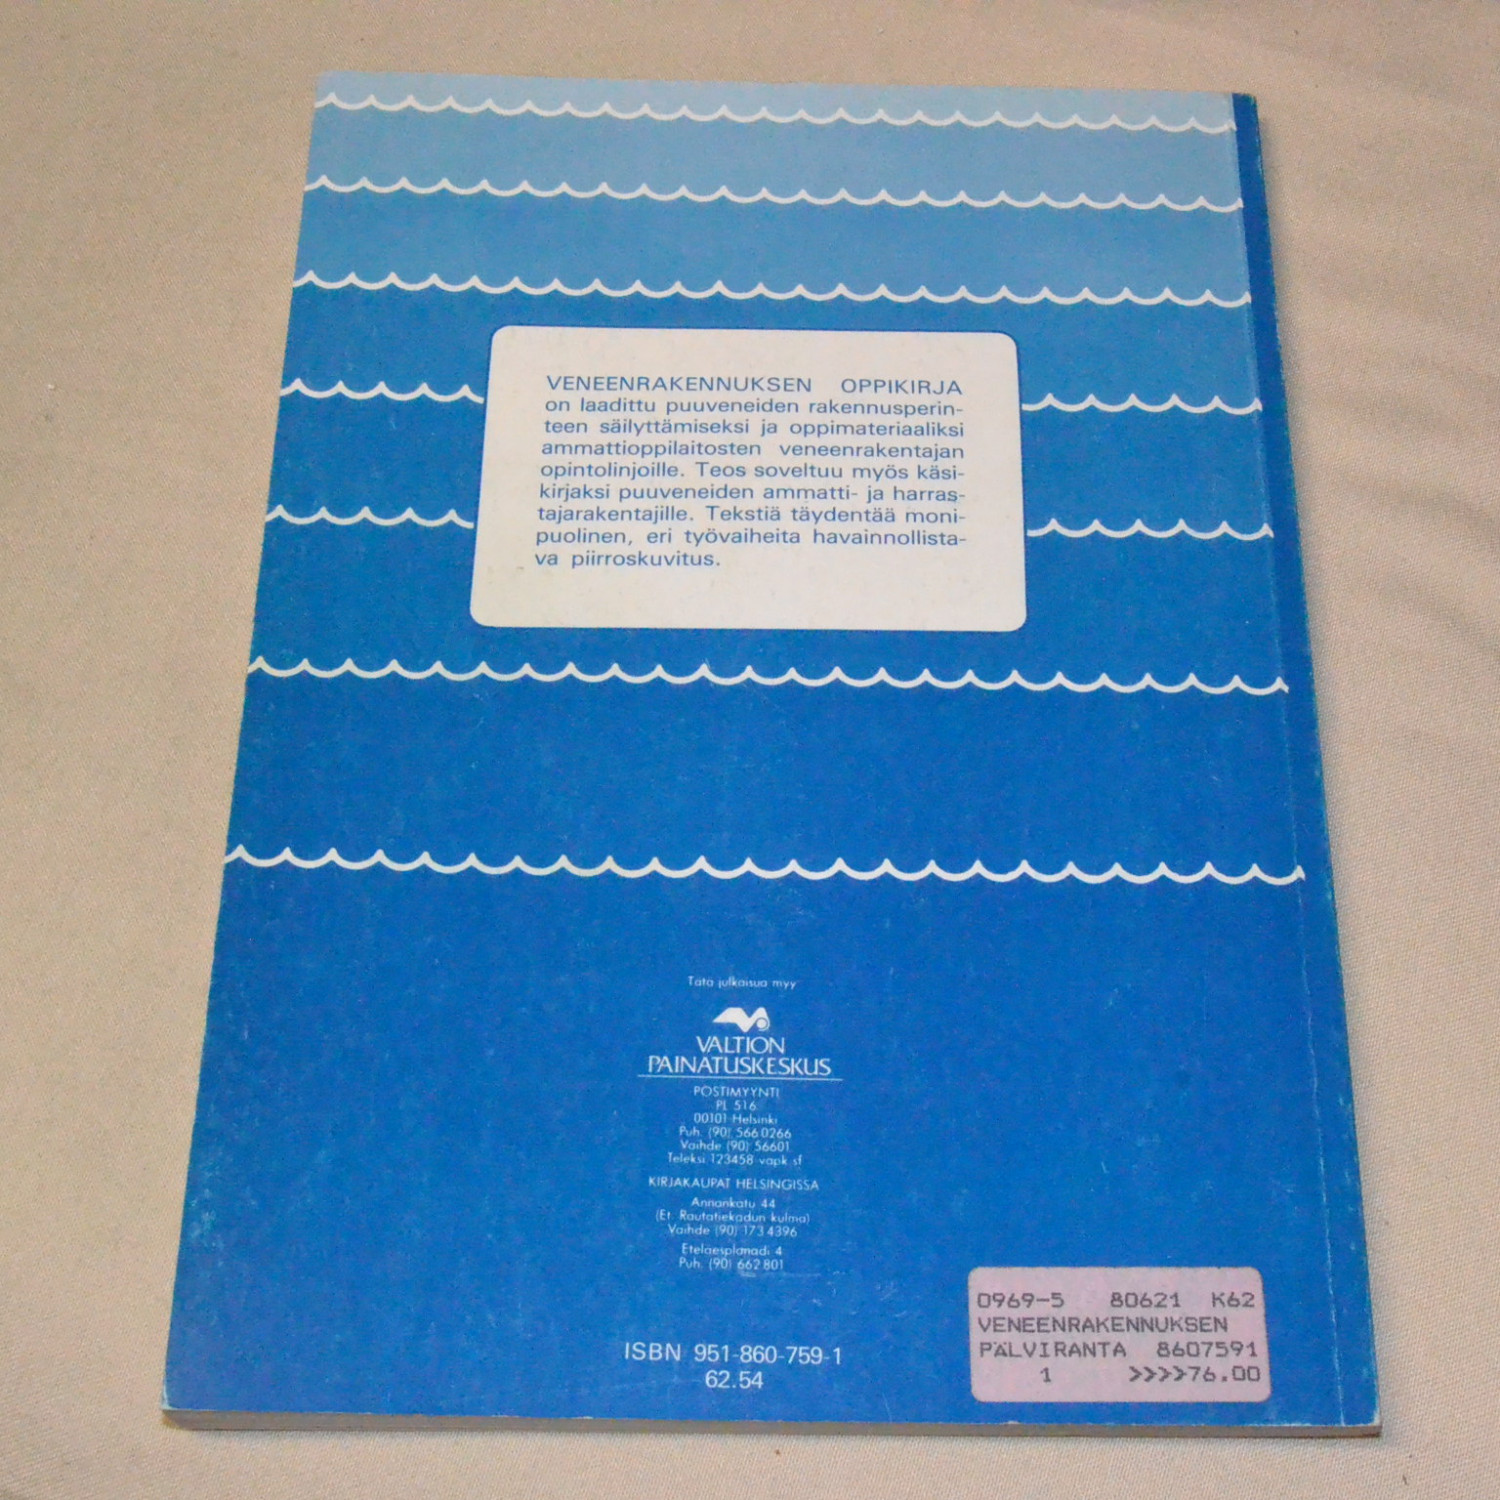 VENEENRAKENNUKSEN OPPIKIRJA
on laadittu puuveneiden rakennusperin-
teen säilyttämiseksi ja oppimateriaaliksi
ammattioppilaitosten veneenrakentajan
opintolinjoille. Teos soveltuu myös käsi-
kirjaksi puuveneiden ammatti- ja harras-
tajarakentajille. Tekstiä täydentää moni-
puolinen, eri työvaiheita havainnollista-
va piirroskuvitus.
Tätä julkaisua myy
VALTION
PAINATUSKESKUS
POSTIMYYNTI
PL 516
00101 Helsinki
Puh. (90) 566 0266
Vaihde (90) 56601
Teleksi 123458 vapk sf
KIRJAKAUPAT HELSINGISSÄ
Annankatu 44
(Et. Rautatiekadun kulma)
Vaihde (90) 173 4396
Eteläesplanadi 4
Puh. (90) 662 801
ISBN 951-860-759-1
62.54
0969-5 80621 K62
VENEENRAKENNUKSEN
PÄLVIRANTA 8607591
1 >>>>76.00